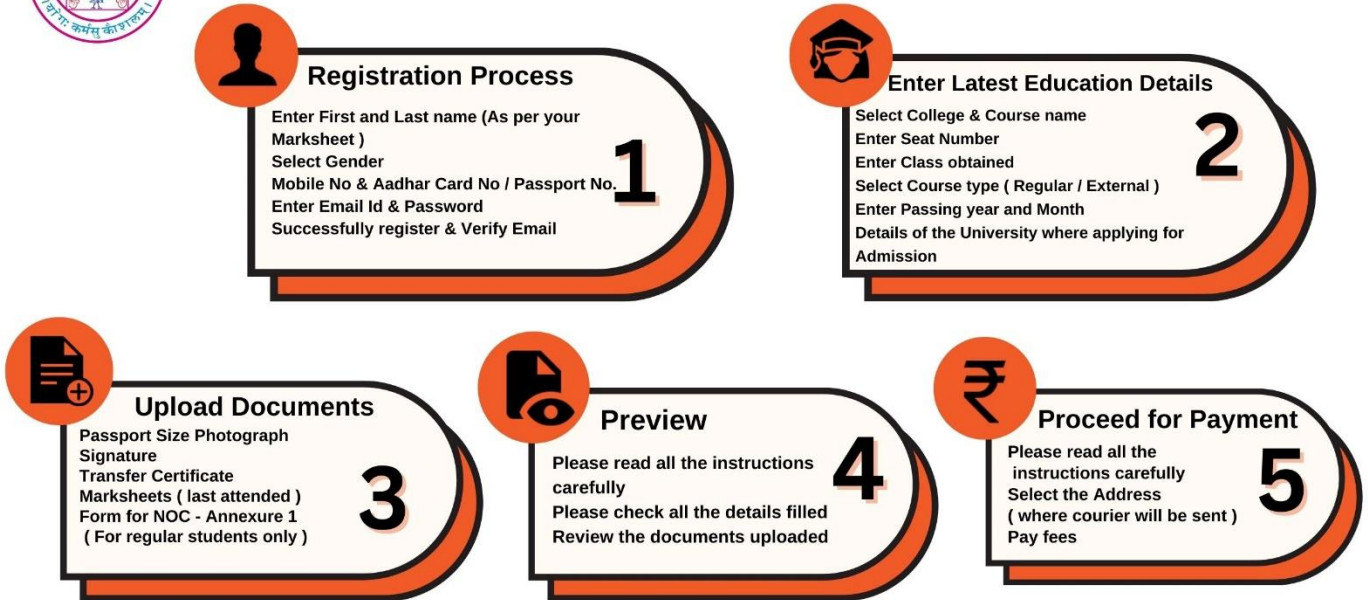 योगः कर्मसु कौशलम्।
Registration Process
Enter First and Last name (As per your
Marksheet )
Select Gender
Mobile No & Aadhar Card No / Passport No.
Enter Email Id & Password
Successfully register & Verify Email
1
Enter Latest Education Details
Select College & Course name
Enter Seat Number
Enter Class obtained
Select Course type ( Regular / External )
Enter Passing year and Month
Details of the University where applying for
Admission
2
Upload Documents
Passport Size Photograph
Signature
Transfer Certificate
Marksheets ( last attended )
Form for NOC - Annexure 1
( For regular students only )
3
Preview
Please read all the instructions
carefully
Please check all the details filled
Review the documents uploaded
4
₹
Proceed for Payment
Please read all the
instructions carefully
Select the Address
( where courier will be sent )
Pay fees
5